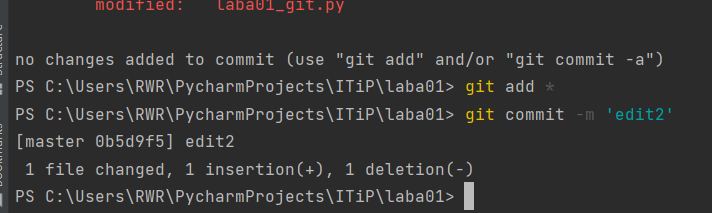 modified:   laba01_git.py
no changes added to commit (use "git add" and/or "git commit -a")
PS C:\Users\RWR\PycharmProjects\ITiP\laba01> git add *
PS C:\Users\RWR\PycharmProjects\ITiP\laba01> git commit -m 'edit2'
[master 0b5d9f5] edit2
 1 file changed, 1 insertion(+), 1 deletion(-)
PS C:\Users\RWR\PycharmProjects\ITiP\laba01>